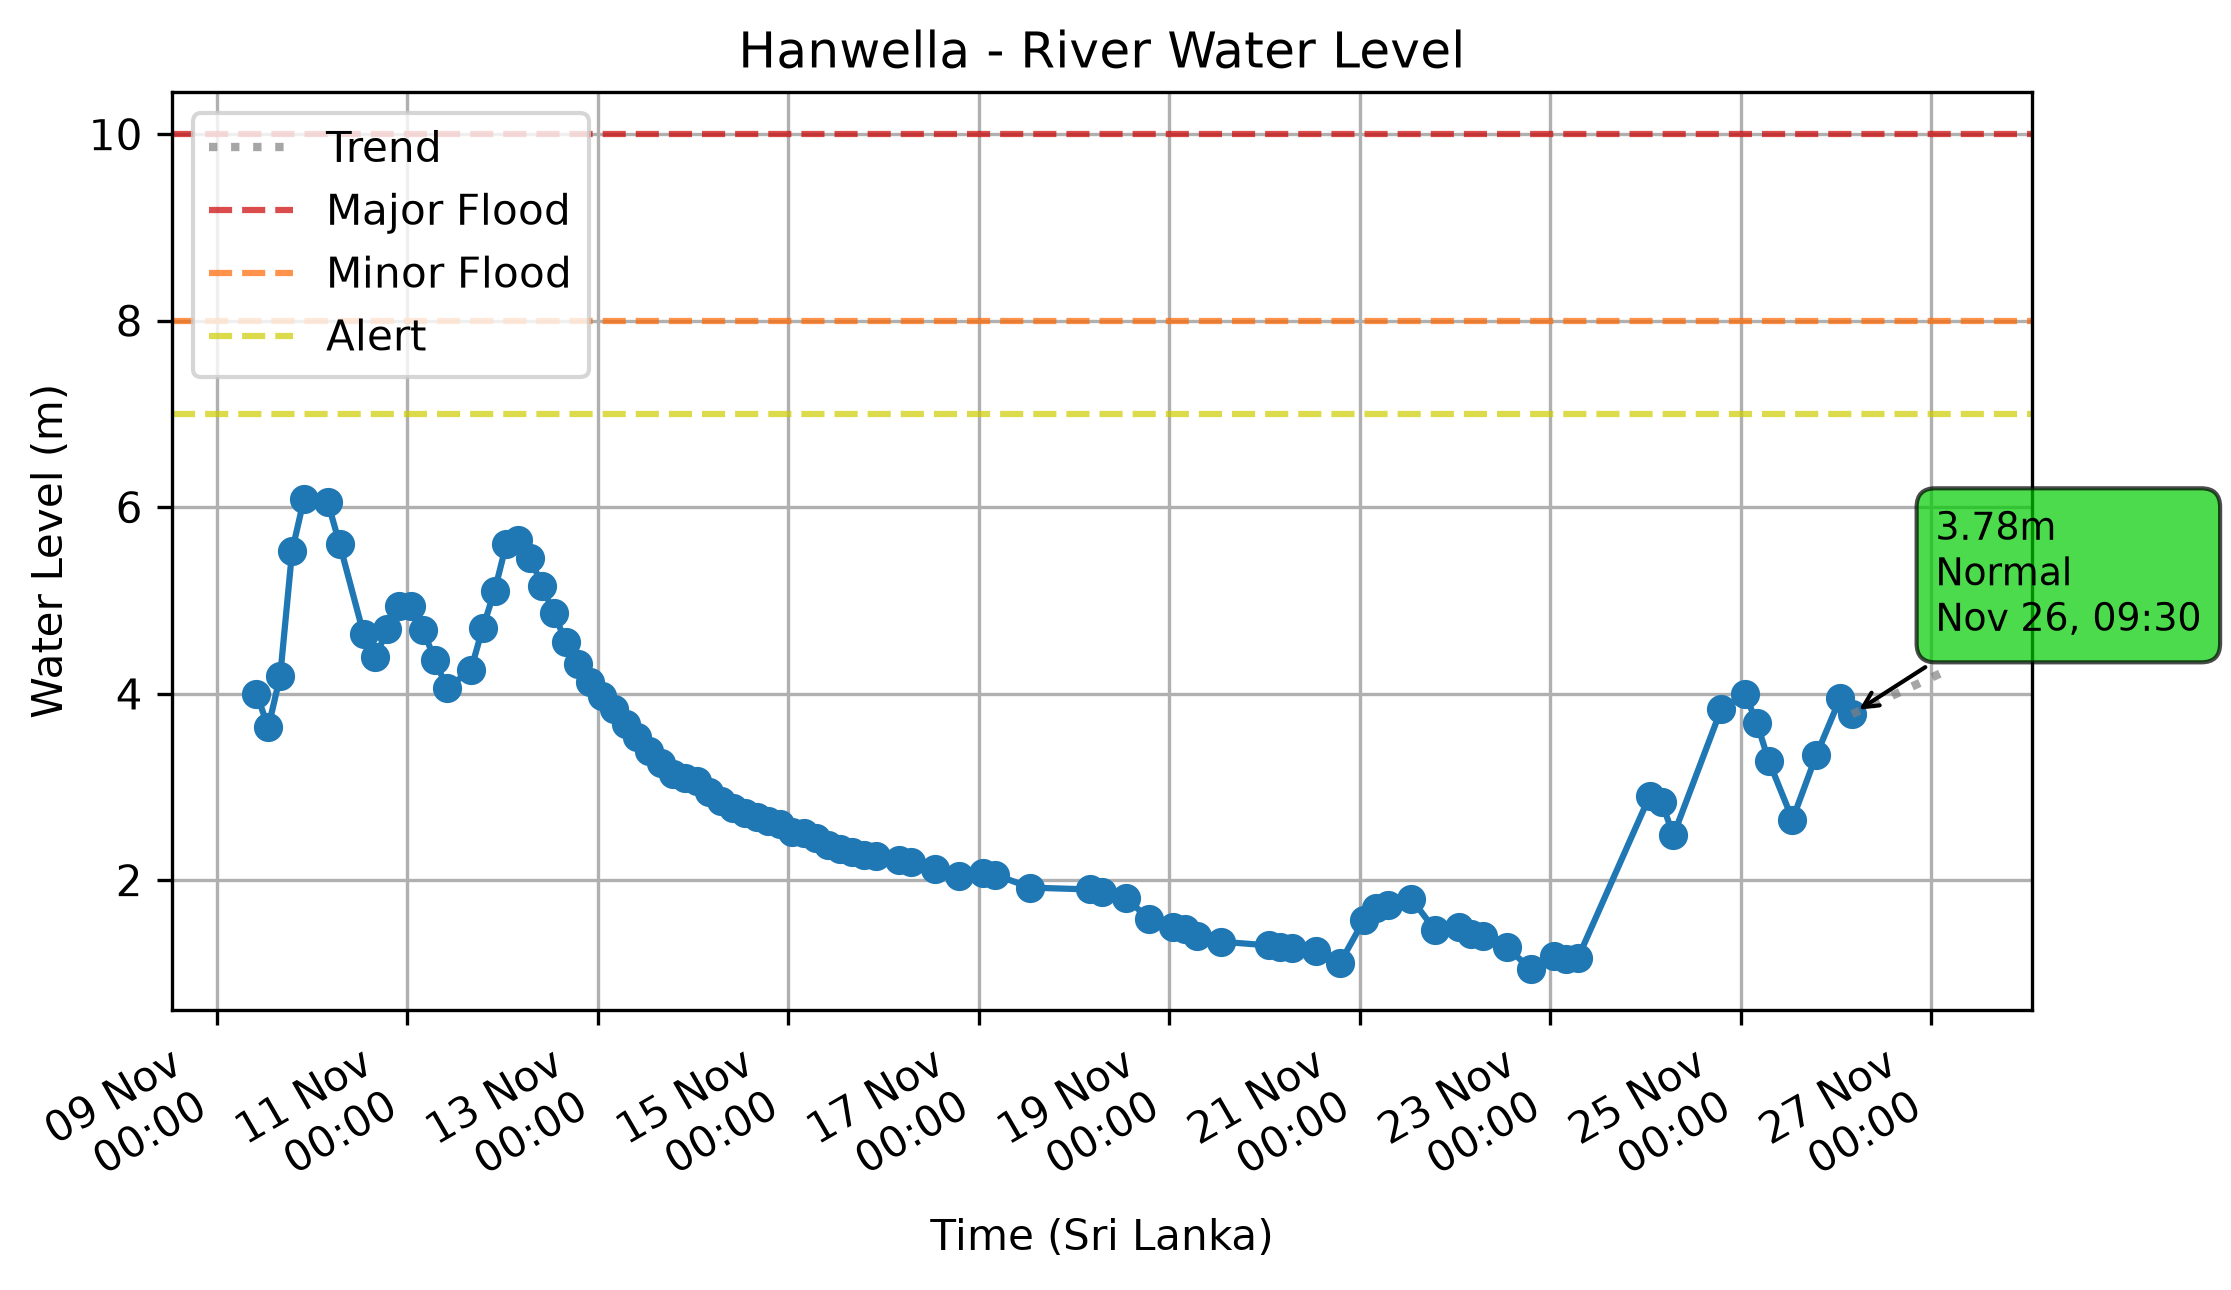 Hanwella - River Water Level
Trend
Major Flood
Minor Flood
Alert
10
8
6
4
2
Water Level (m)
3.78m
Normal
Nov 26, 09:30
09 Nov
00:00
11 Nov
00:00
13 Nov
00:00
15 Nov
00:00
17 Nov
00:00
19 Nov
00:00
21 Nov
00:00
23 Nov
00:00
25 Nov
00:00
27 Nov
00:00
Time (Sri Lanka)